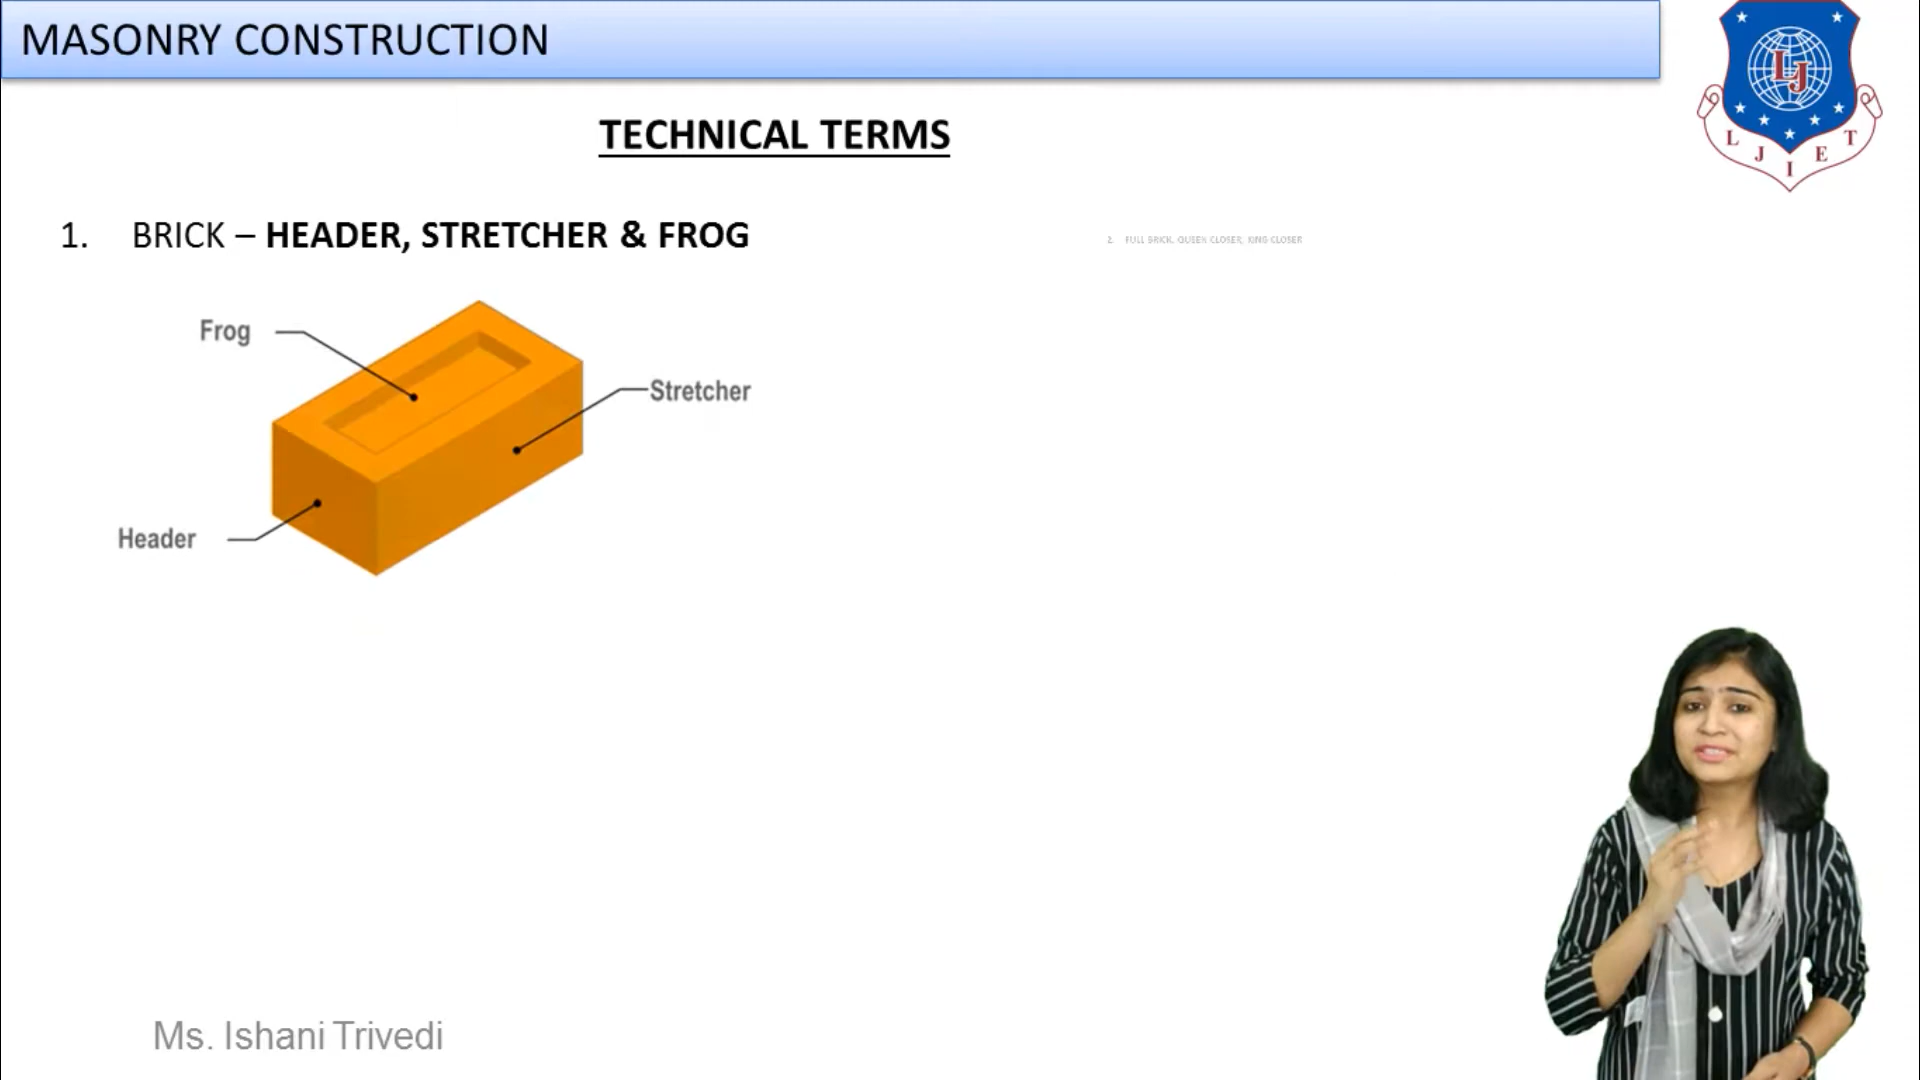 MASONRY CONSTRUCTION
LJ
L J I E T
TECHNICAL TERMS
1. BRICK – HEADER, STRETCHER & FROG
2. FULL BRICK, QUEEN CLOSER, KING CLOSER
Frog
Stretcher
Header
Ms. Ishani Trivedi